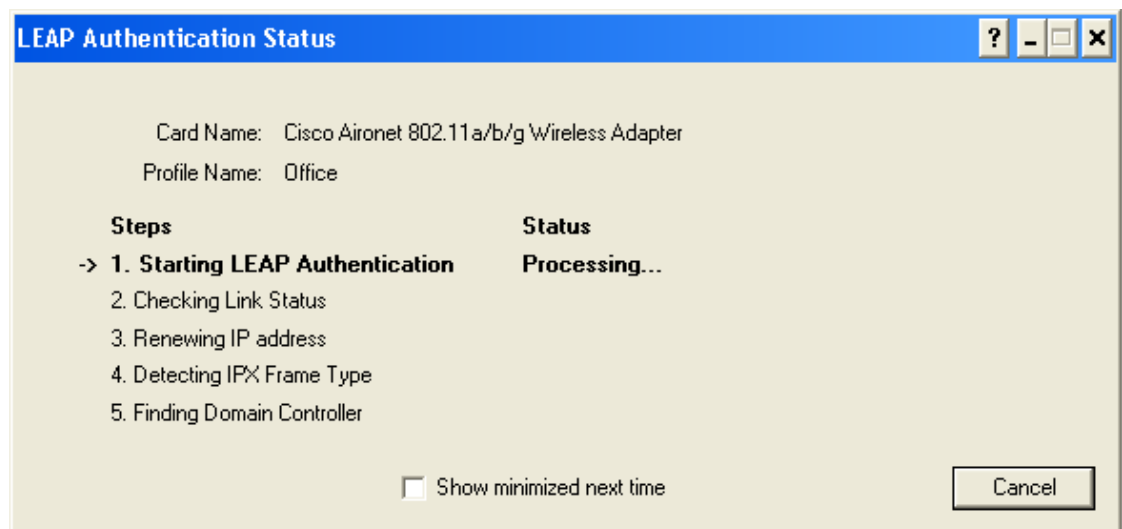 LEAP Authentication Status
Card Name: Cisco Aironet 802.11a/b/g Wireless Adapter
Profile Name: Office
Steps Status
-> 1. Starting LEAP Authentication Processing...
2. Checking Link Status
3. Renewing IP address
4. Detecting IPX Frame Type
5. Finding Domain Controller
Show minimized next time Cancel